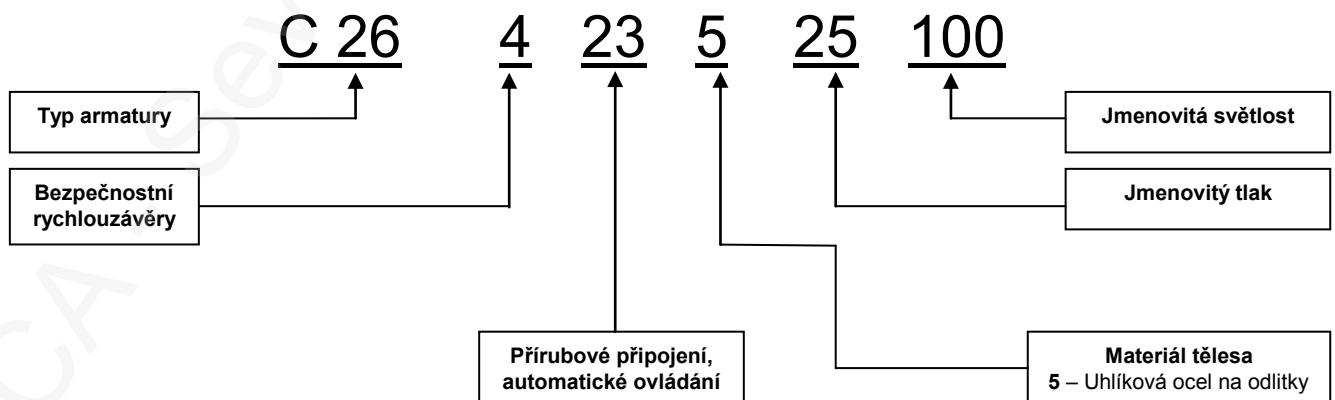 C 26 4 23 5 25 100
Typ armatury
Jmenovitá světlost
Bezpečnostní
rychlouzávěry
Jmenovitý tlak
Přírubové připojení,
automatické ovládání
Materiál tělesa
5 – Uhlíková ocel na odlitky